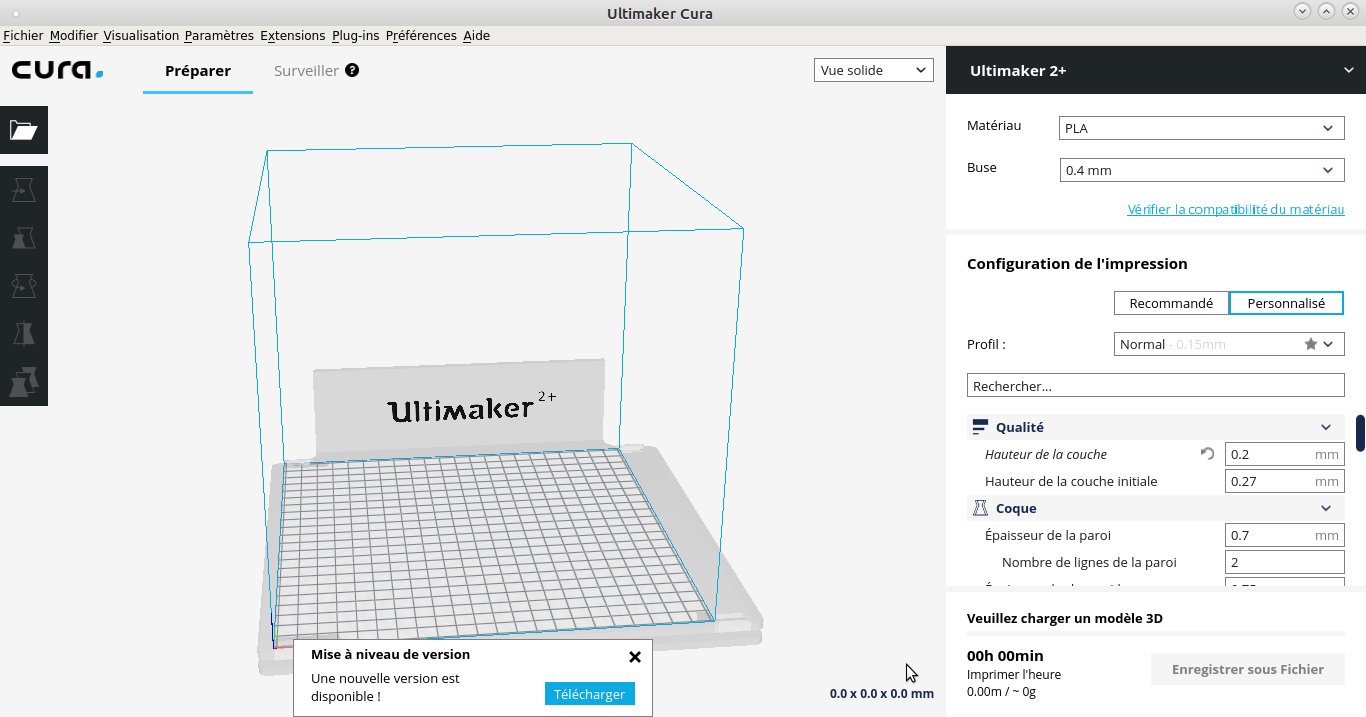 Ultimaker Cura
Fichier Modifier Visualisation Paramètres Extensions Plug-ins Préférences Aide
cura.
Préparer
Surveiller ?
Vue solide
Ultimaker 2+
Matériau
PLA
Buse
0.4 mm
Vérifier la compatibilité du matériau
Configuration de l'impression
Recommandé
Personnalisé
Profil :
Normal - 0.15mm
Rechercher...
Qualité
Hauteur de la couche
0.2 mm
Hauteur de la couche initiale
0.27 mm
Coque
Épaisseur de la paroi
0.7 mm
Nombre de lignes de la paroi
2
Ultimaker 2+
Mise à niveau de version
Une nouvelle version est
disponible !
Télécharger
0.0 x 0.0 x 0.0 mm
Veuillez charger un modèle 3D
00h 00min
Imprimer l'heure
0.00m / ~ 0g
Enregistrer sous Fichier